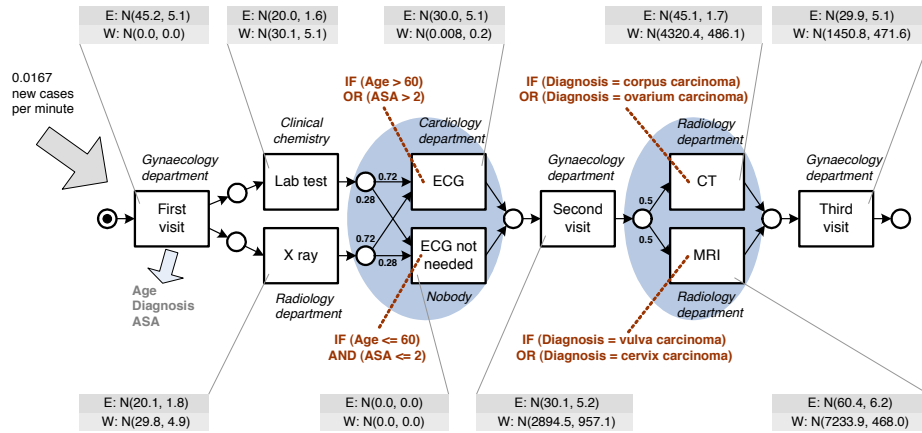 E: N(45.2, 5.1)
W: N(0.0, 0.0)
E: N(20.0, 1.6)
W: N(30.1, 5.1)
E: N(30.0, 5.1)
W: N(0.008, 0.2)
E: N(45.1, 1.7)
W: N(4320.4, 486.1)
E: N(29.9, 5.1)
W: N(1450.8, 471.6)
0.0167
new cases
per minute
IF (Age > 60)
OR (ASA > 2)
IF (Diagnosis = corpus carcinoma)
OR (Diagnosis = ovarium carcinoma)
Clinical
chemistry
Cardiology
department
Radiology
department
Gynaecology
department
Gynaecology
department
Gynaecology
department
Lab test
0.72
0.28
ECG
0.5
CT
First
visit
Second
visit
Third
visit
X ray
0.72
0.28
ECG not
needed
0.5
MRI
Radiology
department
Nobody
Radiology
department
Age
Diagnosis
ASA
IF (Age <= 60)
AND (ASA <= 2)
IF (Diagnosis = vulva carcinoma)
OR (Diagnosis = cervix carcinoma)
E: N(20.1, 1.8)
W: N(29.8, 4.9)
E: N(0.0, 0.0)
W: N(0.0, 0.0)
E: N(30.1, 5.2)
W: N(2894.5, 957.1)
E: N(60.4, 6.2)
W: N(7233.9, 468.0)